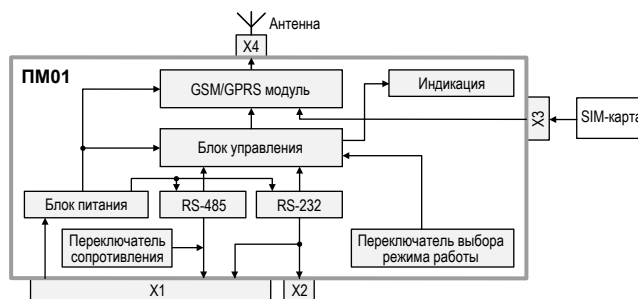 Антенна
X4
ПМ01
GSM/GPRS модуль
Индикация
X3
SIM-карта
Блок управления
Блок питания
RS-485
RS-232
Переключатель
сопротивления
Переключатель выбора
режима работы
X1
X2